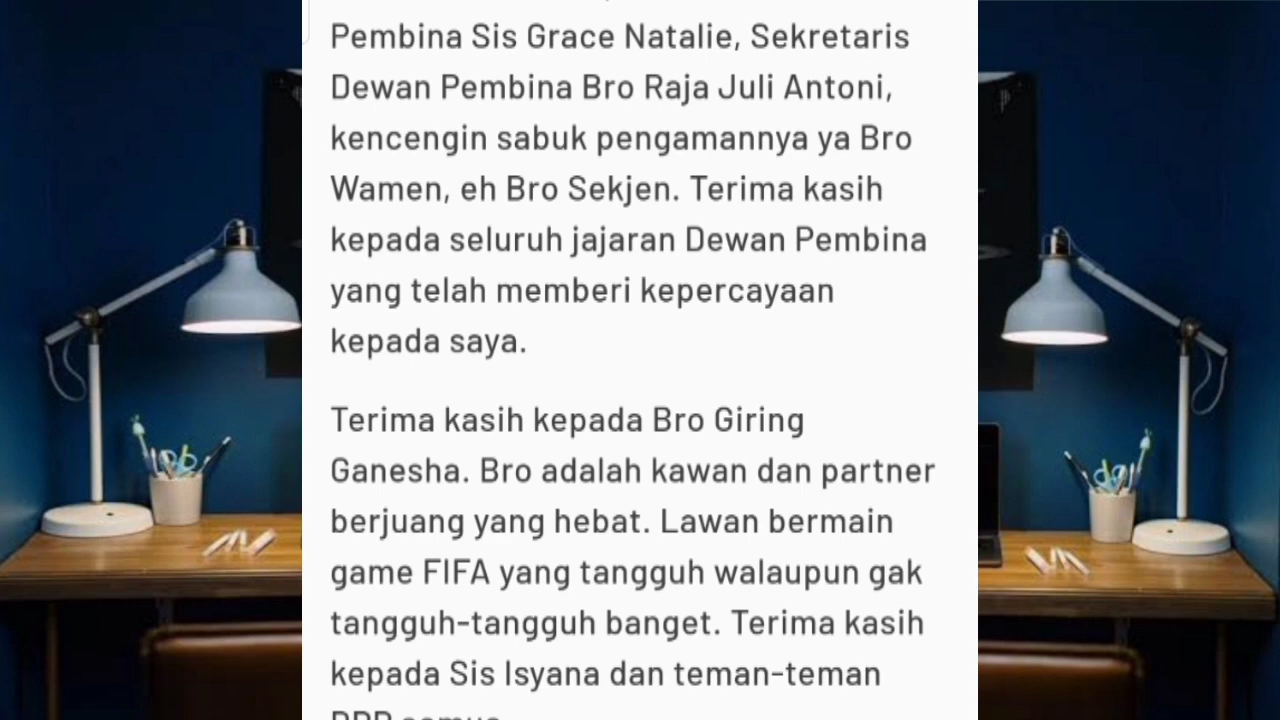 Pembina Sis Grace Natalie, Sekretaris
Dewan Pembina Bro Raja Juli Antoni,
kencengin sabuk pengamannya ya Bro
Wamen, eh Bro Sekjen. Terima kasih
kepada seluruh jajaran Dewan Pembina
yang telah memberi kepercayaan
kepada saya.
Terima kasih kepada Bro Giring
Ganesha. Bro adalah kawan dan partner
berjuang yang hebat. Lawan bermain
game FIFA yang tangguh walaupun gak
tangguh-tangguh banget. Terima kasih
kepada Sis Isyana dan teman-teman